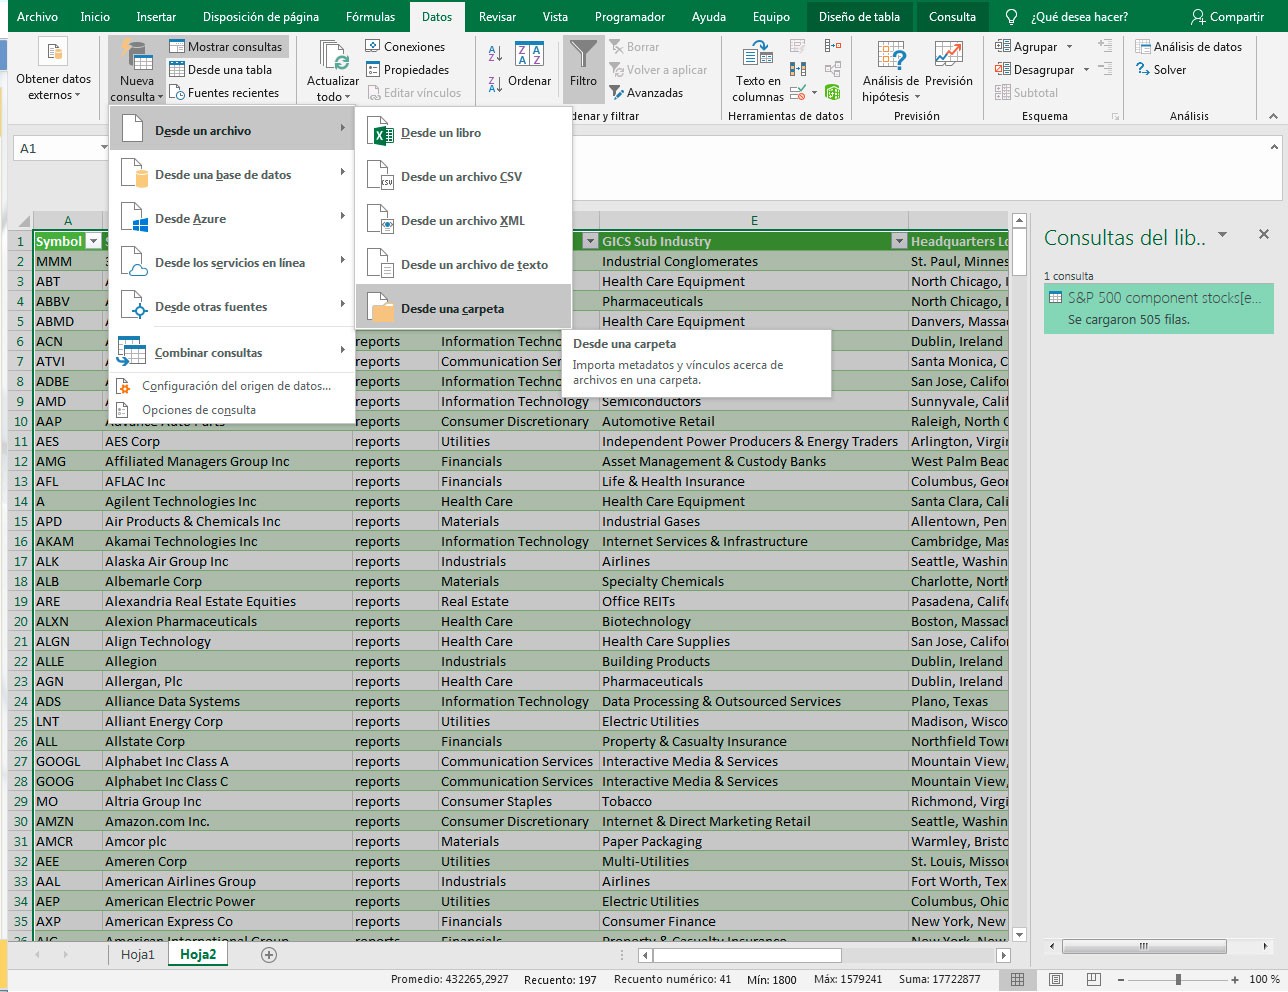 Archivo Inicio Insertar Disposición de página Fórmulas Datos Revisar Vista Programador Ayuda Equipo Diseño de tabla Consulta ¿Qué desea hacer? Compartir
Obtener datos externos
Nueva consulta
Mostrar consultas
Desde una tabla
Fuentes recientes
Actualizar todo
Conexiones
Propiedades
Editar vínculos
Ordenar
Filtro
Borrar
Volver a aplicar
Avanzadas
Texto en columnas
Análisis de hipótesis
Previsión
Agrupar
Desagrupar
Subtotal
Análisis de datos
Solver
denar y filtrar
Herramientas de datos
Previsión
Esquema
Análisis
A1
Desde un archivo
Desde una base de datos
Desde Azure
Desde los servicios en línea
Desde otras fuentes
Combinar consultas
Configuración del origen de datos...
Opciones de consulta
Desde un libro
Desde un archivo CSV
Desde un archivo XML
Desde un archivo de texto
Desde una carpeta
Desde una carpeta
Importa metadatos y vínculos acerca de
archivos en una carpeta.
A E
1 Symbol GICS Sub Industry Headquarters Lo
2 MMM 3 Industrial Conglomerates St. Paul, Minnes
3 ABT Health Care Equipment North Chicago, I
4 ABBV Pharmaceuticals North Chicago, I
5 ABMD Health Care Equipment Danvers, Massa
6 ACN reports Information Techno Dublin, Ireland
7 ATVI reports Communication Ser Santa Monica, C
8 ADBE reports Information Techno San Jose, Califor
9 AMD reports Information Technology Semiconductors Sunnyvale, Calif
10 AAP Advance Auto Parts reports Consumer Discretionary Automotive Retail Raleigh, North C
11 AES AES Corp reports Utilities Independent Power Producers & Energy Traders Arlington, Virgin
12 AMG Affiliated Managers Group Inc reports Financials Asset Management & Custody Banks West Palm Beac
13 AFL AFLAC Inc reports Financials Life & Health Insurance Columbus, Geor
14 A Agilent Technologies Inc reports Health Care Health Care Equipment Santa Clara, Cali
15 APD Air Products & Chemicals Inc reports Materials Industrial Gases Allentown, Pen
16 AKAM Akamai Technologies Inc reports Information Technology Internet Services & Infrastructure Cambridge, Mas
17 ALK Alaska Air Group Inc reports Industrials Airlines Seattle, Washin
18 ALB Albemarle Corp reports Materials Specialty Chemicals Charlotte, North
19 ARE Alexandria Real Estate Equities reports Real Estate Office REITs Pasadena, Califo
20 ALXN Alexion Pharmaceuticals reports Health Care Biotechnology Boston, Massach
21 ALGN Align Technology reports Health Care Health Care Supplies San Jose, Califor
22 ALLE Allegion reports Industrials Building Products Dublin, Ireland
23 AGN Allergan, Plc reports Health Care Pharmaceuticals Dublin, Ireland
24 ADS Alliance Data Systems reports Information Technology Data Processing & Outsourced Services Plano, Texas
25 LNT Alliant Energy Corp reports Utilities Electric Utilities Madison, Wisco
26 ALL Allstate Corp reports Financials Property & Casualty Insurance Northfield Town
27 GOOGL Alphabet Inc Class A reports Communication Services Interactive Media & Services Mountain View,
28 GOOG Alphabet Inc Class C reports Communication Services Interactive Media & Services Mountain View,
29 MO Altria Group Inc reports Consumer Staples Tobacco Richmond, Virgi
30 AMZN Amazon.com Inc. reports Consumer Discretionary Internet & Direct Marketing Retail Seattle, Washin
31 AMCR Amcor plc reports Materials Paper Packaging Warmley, Bristo
32 AEE Ameren Corp reports Utilities Multi-Utilities St. Louis, Missou
33 AAL American Airlines Group reports Industrials Airlines Fort Worth, Tex
34 AEP American Electric Power reports Utilities Electric Utilities Columbus, Ohio
35 AXP American Express Co reports Financials Consumer Finance New York, New
36 AIG American International Group reports Financials Property & Casualty Insurance New York, New
Consultas del lib..
1 consulta
S&P 500 component stocks[e...
Se cargaron 505 filas.
Hoja1 Hoja2
Promedio: 432265,2927 Recuento: 197 Recuento numérico: 41 Mín: 1800 Máx: 1579241 Suma: 17722877 100 %